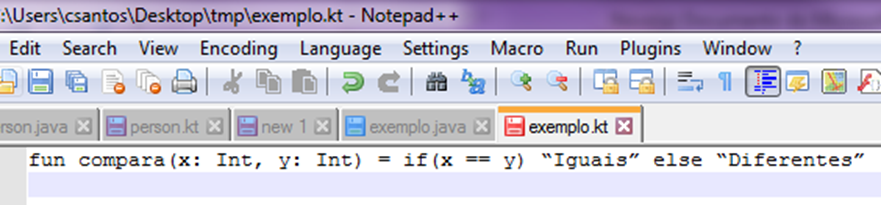 :\Users\csantos\Desktop\tmp\exemplo.kt - Notepad++
Edit Search View Encoding Language Settings Macro Run Plugins Window ?
rson.java person.kt new 1 exemplo.java exemplo.kt
fun compara(x: Int, y: Int) = if(x == y) “Iguais” else “Diferentes”